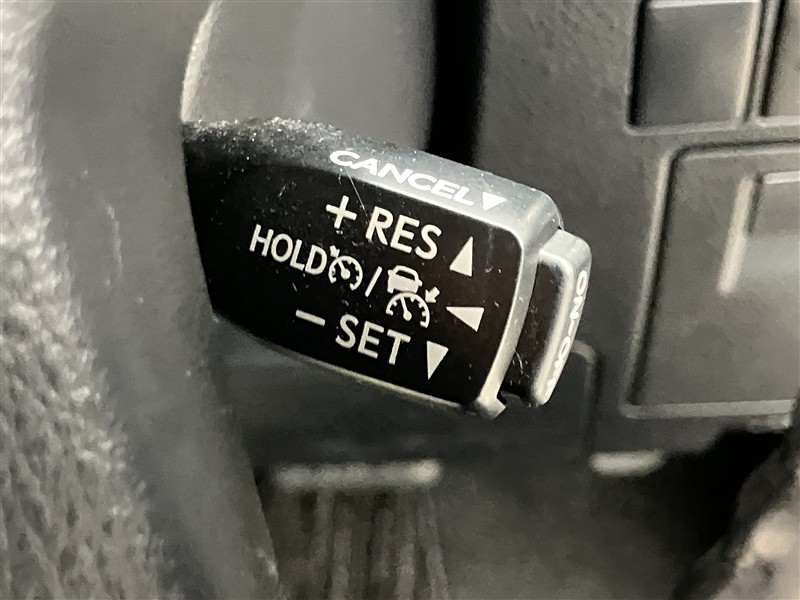 CANCEL▼
+ RES ▲
HOLD / ◀
− SET ▼
ON-OFF